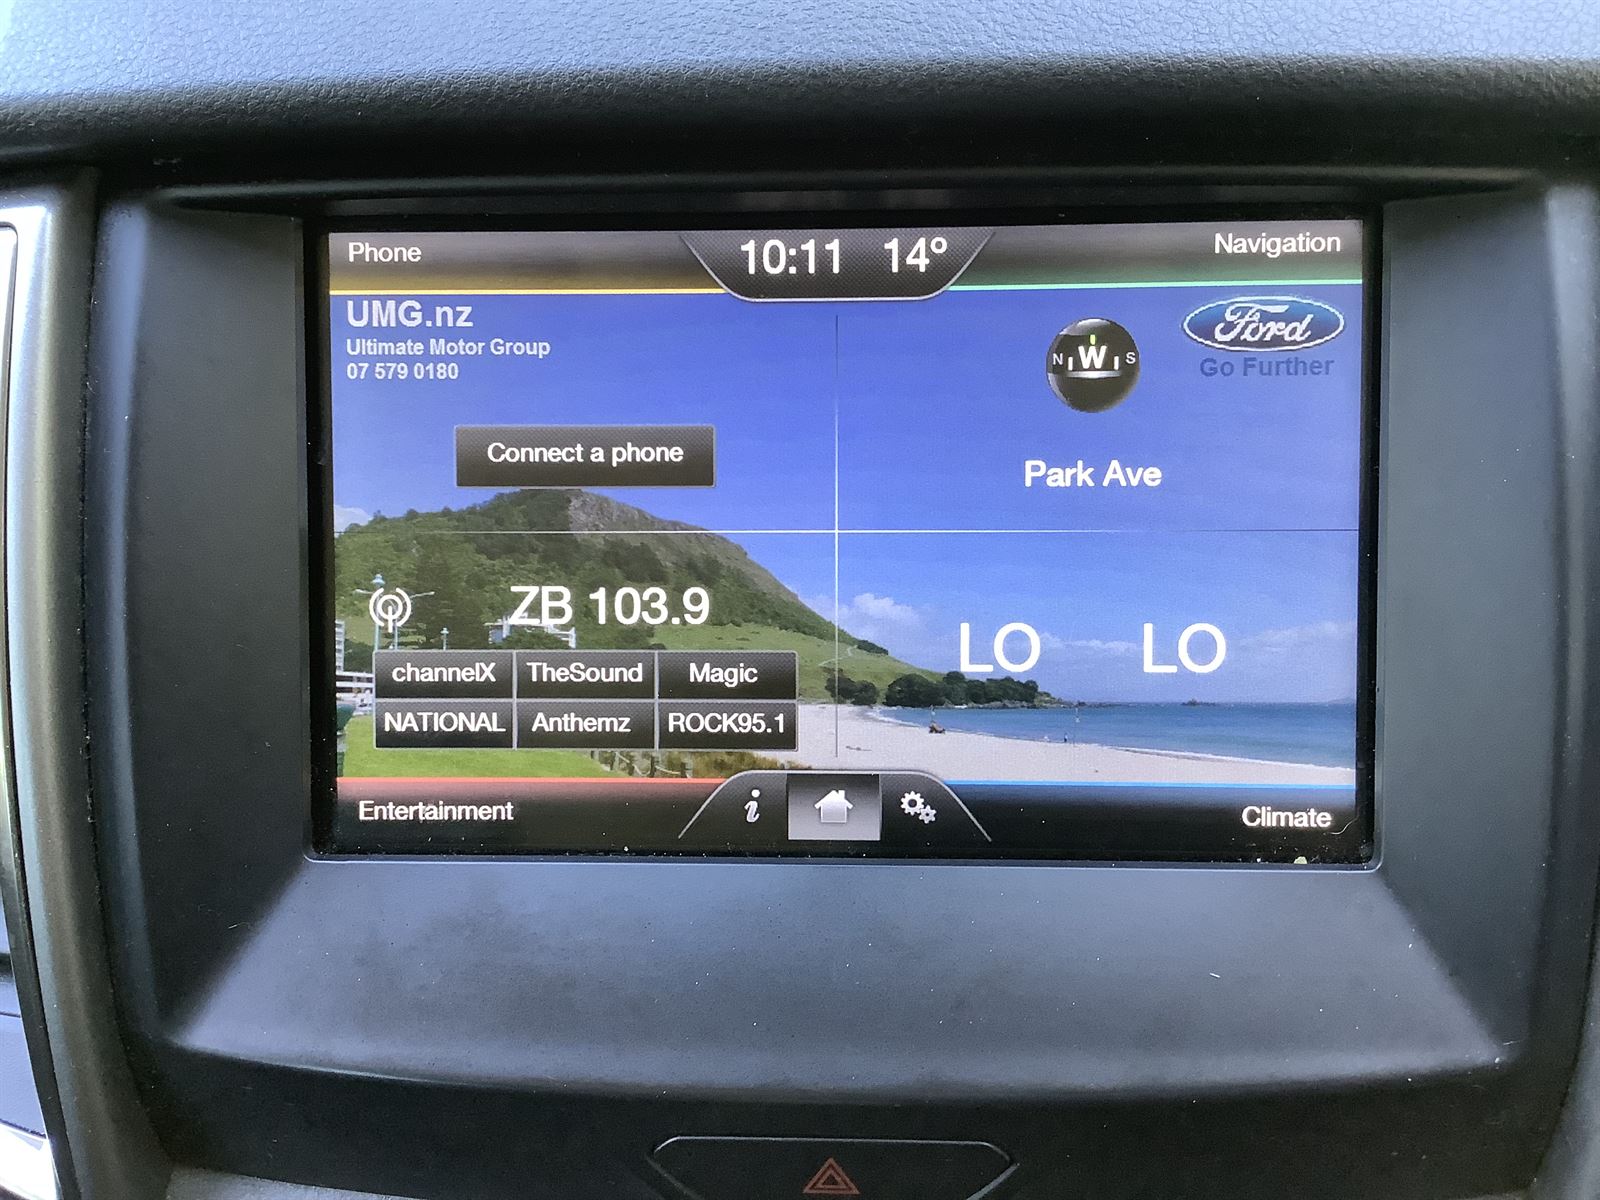 Phone
10:11 14°
Navigation
UMG.nz
Ultimate Motor Group
07 579 0180
Ford
Go Further
N W S
Connect a phone
Park Ave
ZB 103.9
LO LO
channelX TheSound Magic
NATIONAL Anthemz ROCK95.1
Entertainment
i
Climate